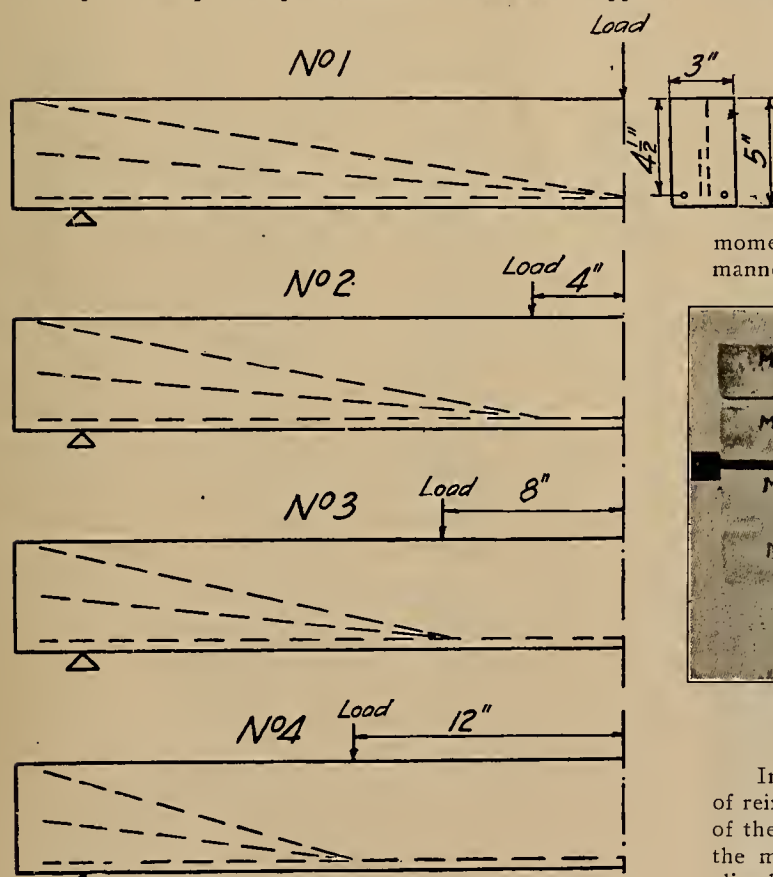 Load
Nº1
3"
4½"
5"
Load
4"
Nº2
mome
manne
Load
8"
Nº3
M
M
M
Load
12"
Nº4
In
of rei
of the
the m